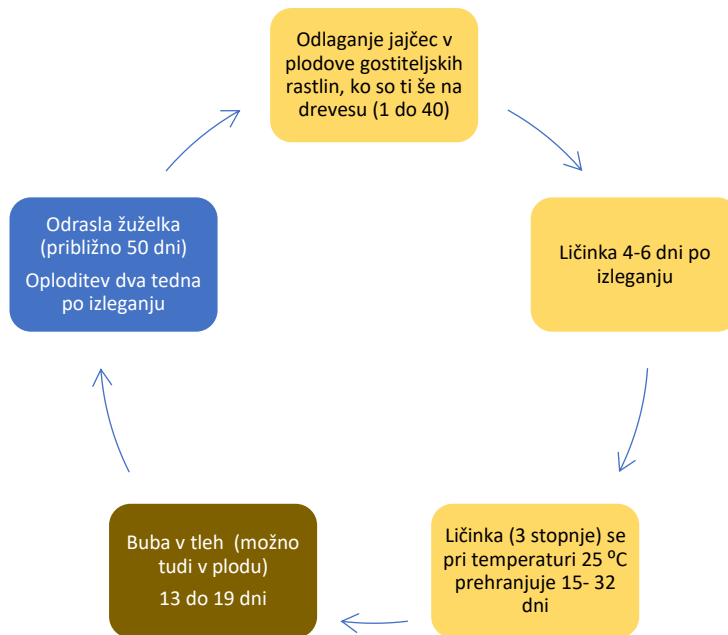 Odlaganje jajčec v
plodove gostiteljskih
rastlin, ko so ti še na
drevesu (1 do 40)
Ličinka 4-6 dni po
izleganju
Ličinka (3 stopnje) se
pri temperaturi 25 ⁰C
prehranjuje 15- 32
dni
Buba v tleh  (možno
tudi v plodu)
13 do 19 dni
Odrasla žuželka
(približno 50 dni)
Oploditev dva tedna
po izleganju